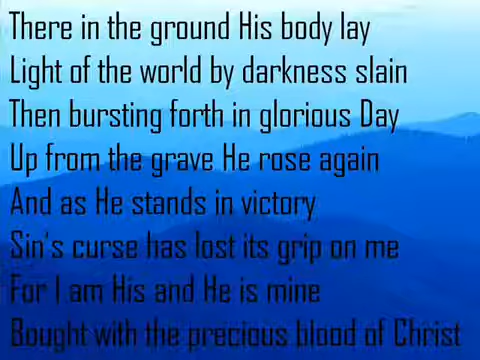 There in the ground His body lay
Light of the world by darkness slain
Then bursting forth in glorious Day
Up from the grave He rose again
And as He stands in victory
Sin's curse has lost its grip on me
For I am His and He is mine
Bought with the precious blood of Christ